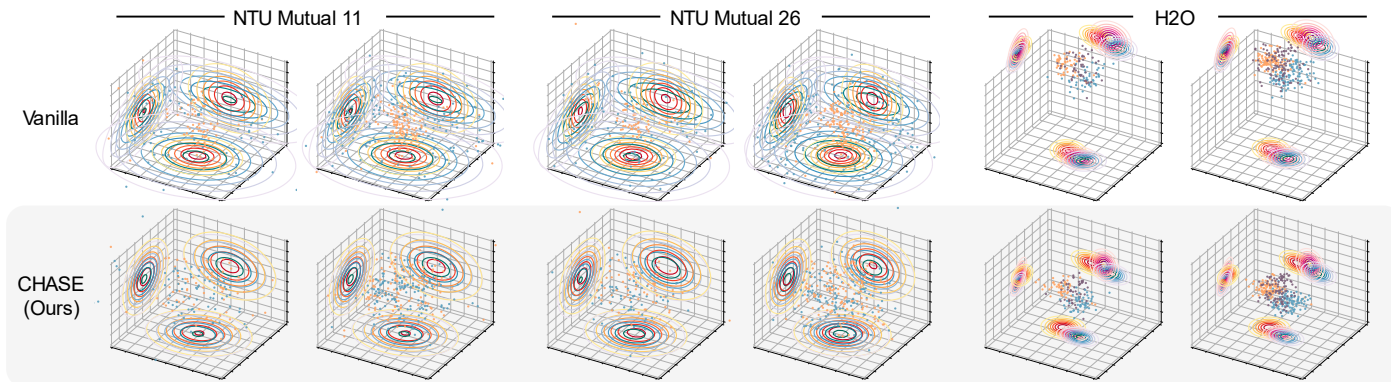 NTU Mutual 11
NTU Mutual 26
H2O
Vanilla
CHASE
(Ours)